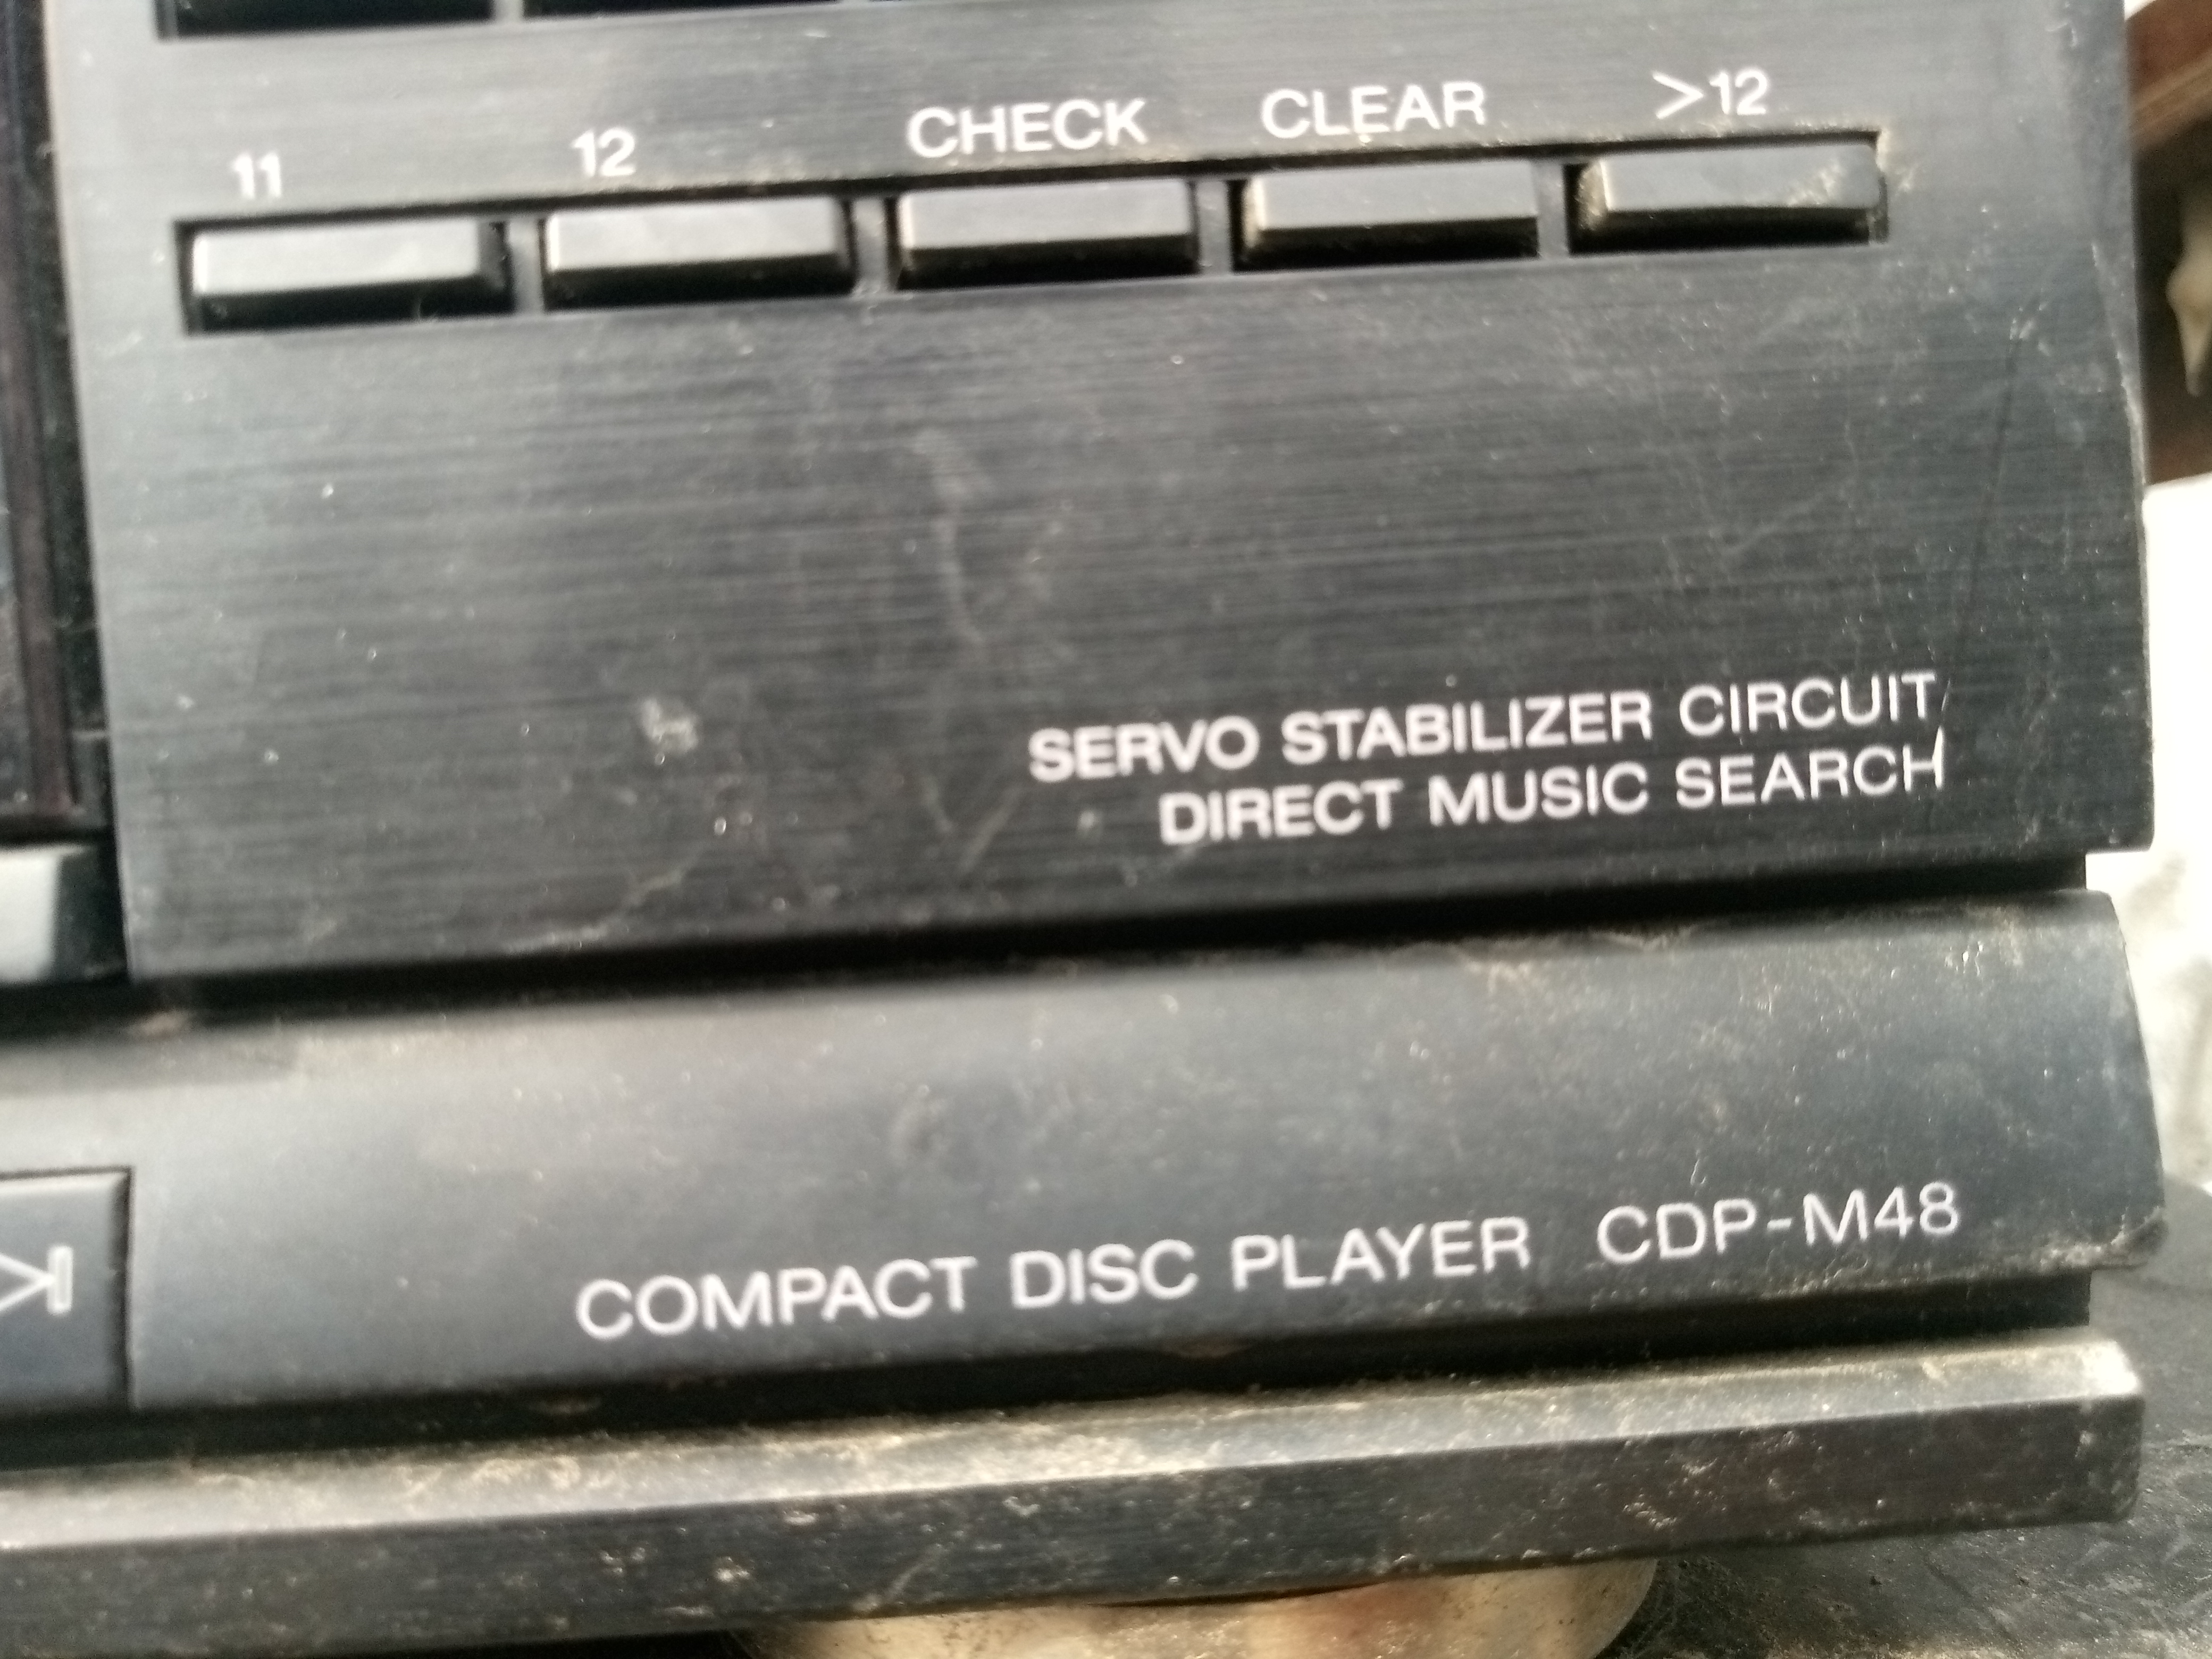 11 12 CHECK CLEAR >12
SERVO STABILIZER CIRCUIT
DIRECT MUSIC SEARCH
COMPACT DISC PLAYER CDP-M48